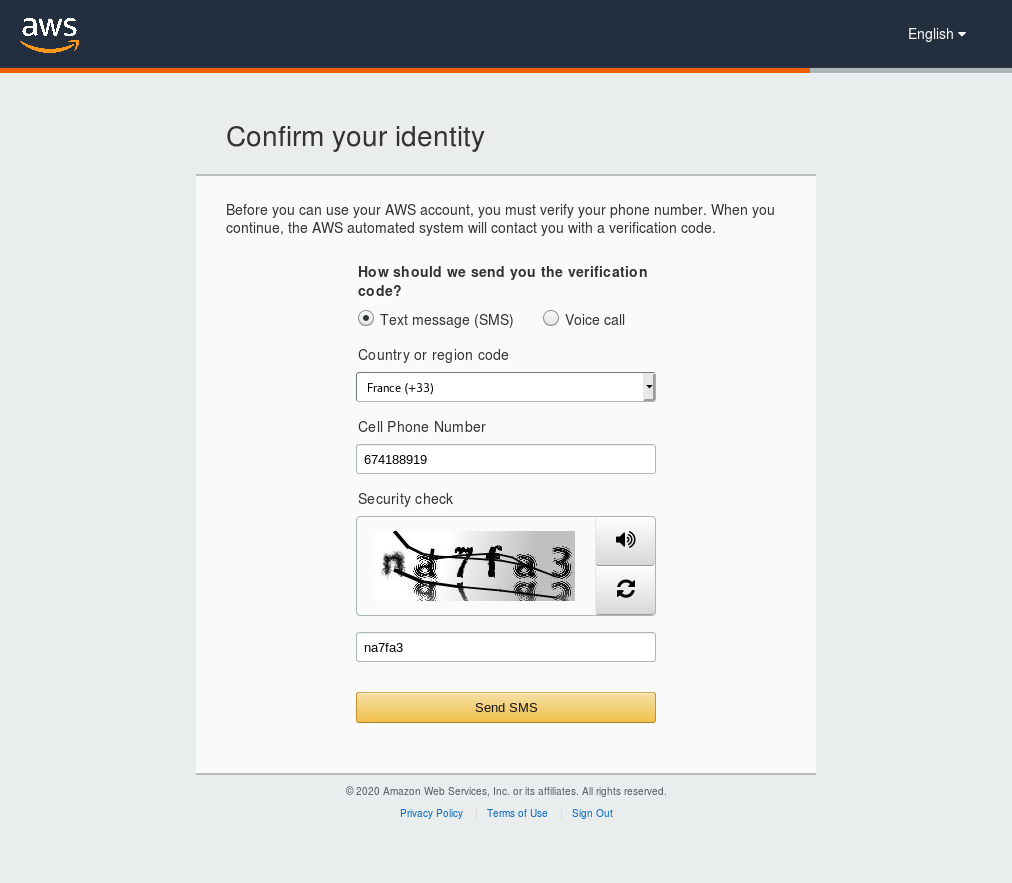 aws
English
Confirm your identity
Before you can use your AWS account, you must verify your phone number. When you
continue, the AWS automated system will contact you with a verification code.
How should we send you the verification
code?
Text message (SMS) Voice call
Country or region code
France (+33)
Cell Phone Number
674188919
Security check
na7fa3
na7fa3
Send SMS
© 2020 Amazon Web Services, Inc. or its affiliates. All rights reserved.
Privacy Policy Terms of Use Sign Out